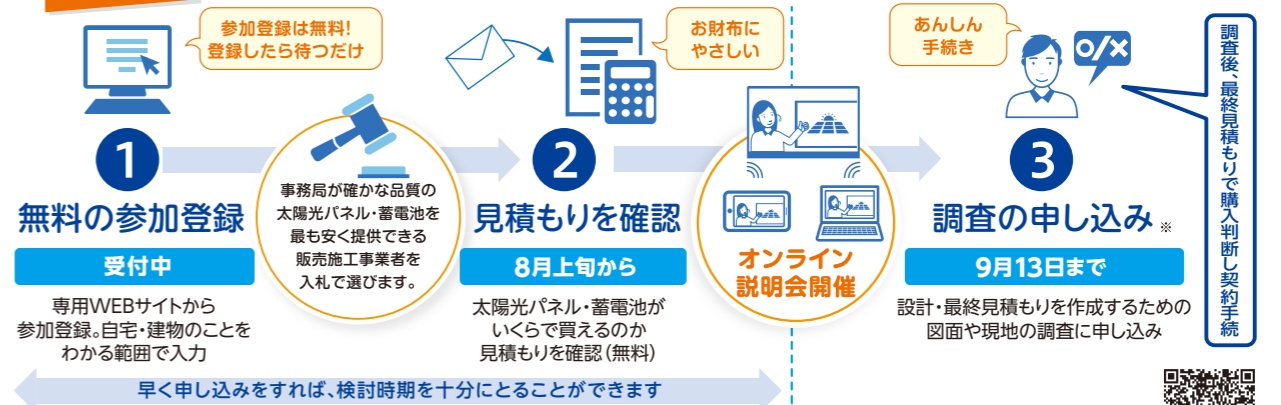 参加登録は無料!
登録したら待つだけ
1
無料の参加登録
受付中
専用WEBサイトから
参加登録。自宅・建物のことを
わかる範囲で入力
事務局が確かな品質の
太陽光パネル・蓄電池を
最も安く提供できる
販売施工事業者を
入札で選びます。
お財布に
やさしい
2
見積もりを確認
8月上旬から
太陽光パネル・蓄電池が
いくらで買えるのか
見積もりを確認(無料)
オンライン
説明会開催
あんしん
手続き
o/x
3
調査の申し込み※
9月13日まで
設計・最終見積もりを作成するための
図面や現地の調査に申し込み
調査後、最終見積もりで購入判断し契約手続
早く申し込みをすれば、検討時期を十分にとることができます